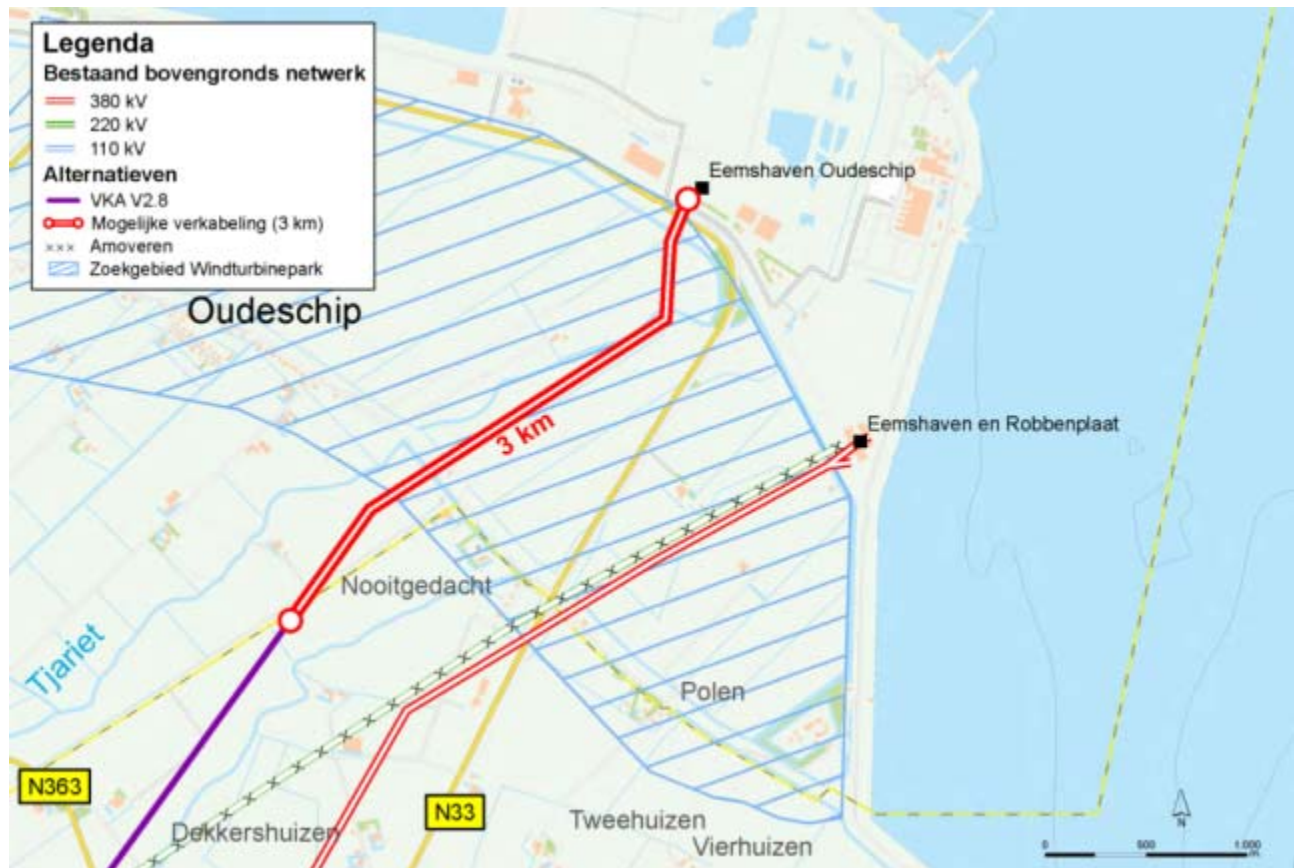 Legenda
Bestaand bovengronds netwerk
380 kV
220 kV
110 kV
Alternatieven
VKA V2.8
Mogelijke verkabeling (3 km)
Amoveren
Zoekgebied Windturbinepark
Eemshaven Oudeschip
Oudeschip
3 km
Eemshaven en Robbenplaat
Nooitgedacht
Tjariet
Polen
N363
N33
Dekkershuizen
Tweehuizen
Vierhuizen
N
0 500 1.000
m